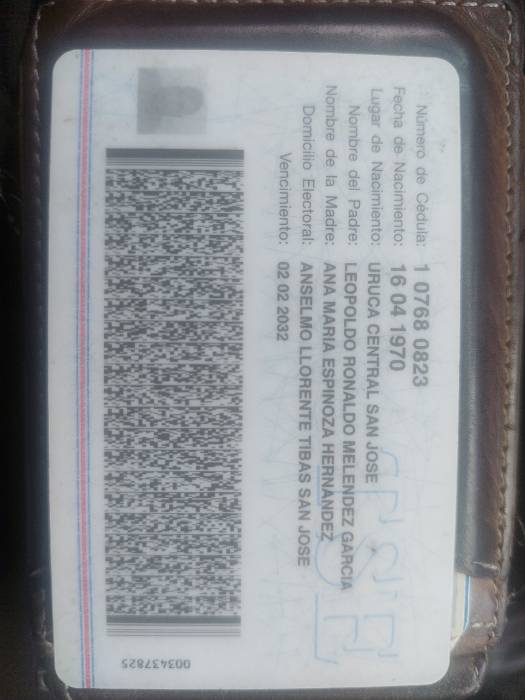 Número de Cédula: 1 0768 0823
Fecha de Nacimiento: 16 04 1970
Lugar de Nacimiento: URUCA CENTRAL SAN JOSE
Nombre del Padre: LEOPOLDO RONALDO MELENDEZ GARCIA
Nombre de la Madre: ANA MARIA ESPINOZA HERNANDEZ
Domicilio Electoral: ANSELMO LLORENTE TIBAS SAN JOSE
Vencimiento: 02 02 2032
TSE
003437825